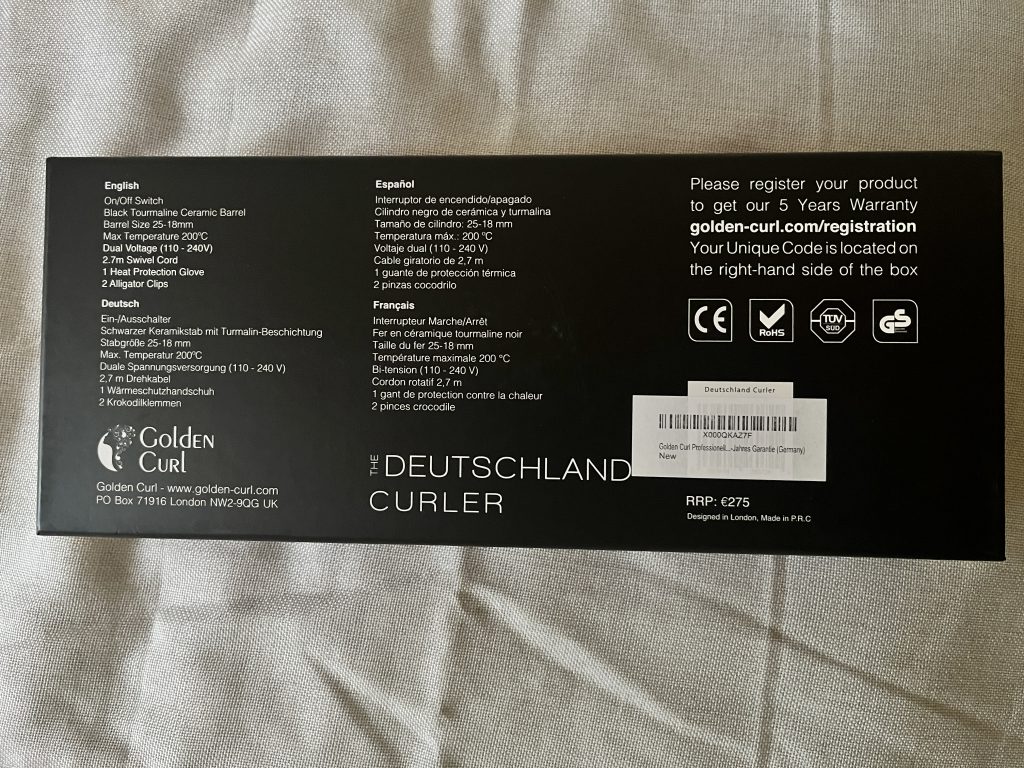 English
On/Off Switch
Black Tourmaline Ceramic Barrel
Barrel Size 25-18mm
Max Temperature 200°C
Dual Voltage (110 - 240V)
2.7m Swivel Cord
1 Heat Protection Glove
2 Alligator Clips
Deutsch
Ein-/Ausschalter
Schwarzer Keramikstab mit Turmalin-Beschichtung
Stabgröße 25-18 mm
Max. Temperatur 200°C
Duale Spannungsversorgung (110 - 240 V)
2,7 m Drehkabel
1 Wärmeschutzhandschuh
2 Krokodilklemmen
GOLDEN
CURL
Golden Curl - www.golden-curl.com
PO Box 71916 London NW2-9QG UK
Español
Interruptor de encendido/apagado
Cilindro negro de cerámica y turmalina
Tamaño de cilindro: 25-18 mm
Temperatura máx.: 200 °C
Voltaje dual (110 - 240 V)
Cable giratorio de 2,7 m
1 guante de protección térmica
2 pinzas cocodrilo
Français
Interrupteur Marche/Arrêt
Fer en céramique tourmaline noir
Taille du fer 25-18 mm
Température maximale 200 °C
Bi-tension (110 - 240 V)
Cordon rotatif 2,7 m
1 gant de protection contre la chaleur
2 pinces crocodile
THE DEUTSCHLAND
CURLER
Please register your product
to get our 5 Years Warranty
golden-curl.com/registration
Your Unique Code is located on
the right-hand side of the box
CE
RoHS
TÜV
SÜD
GS
Deutschland Curler
X000QKAZ7F
Golden Curl Professionell...-Jahres Garantie (Germany)
New
RRP: €275
Designed in London, Made in P.R.C